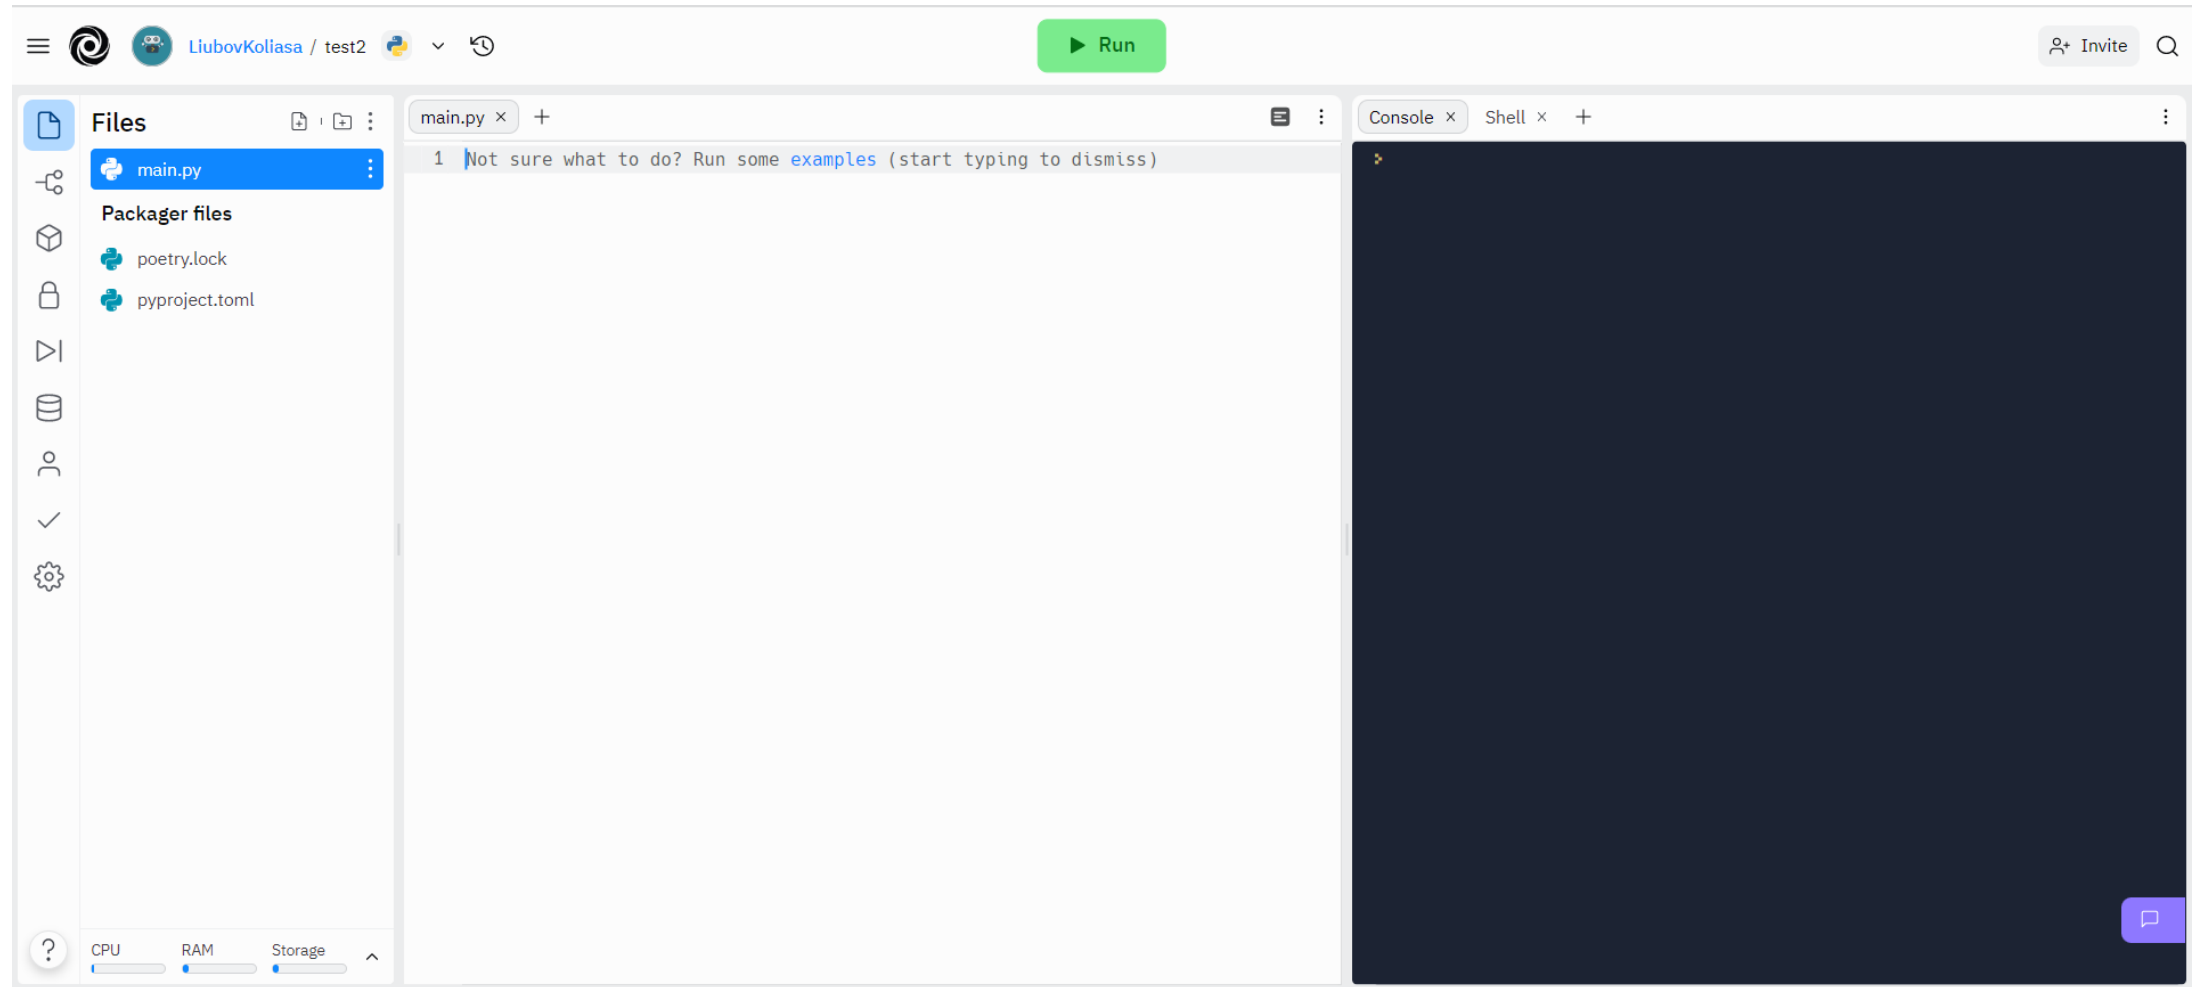 LiubovKoliasa / test2
Run
Invite
Files
main.py
Packager files
poetry.lock
pyproject.toml
?
CPU
RAM
Storage
main.py
1 Not sure what to do? Run some examples (start typing to dismiss)
Console
Shell
>